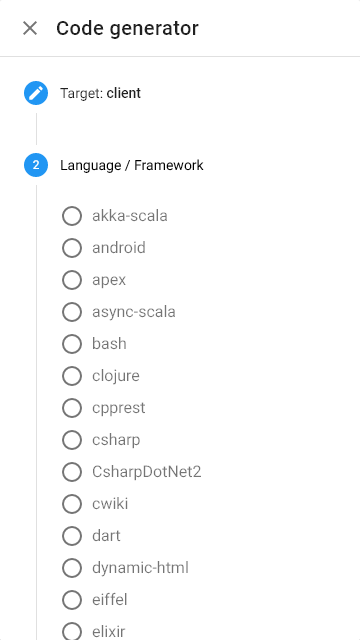 Code generator
Target: client
2 Language / Framework
akka-scala
android
apex
async-scala
bash
clojure
cpprest
csharp
CsharpDotNet2
cwiki
dart
dynamic-html
eiffel
elixir